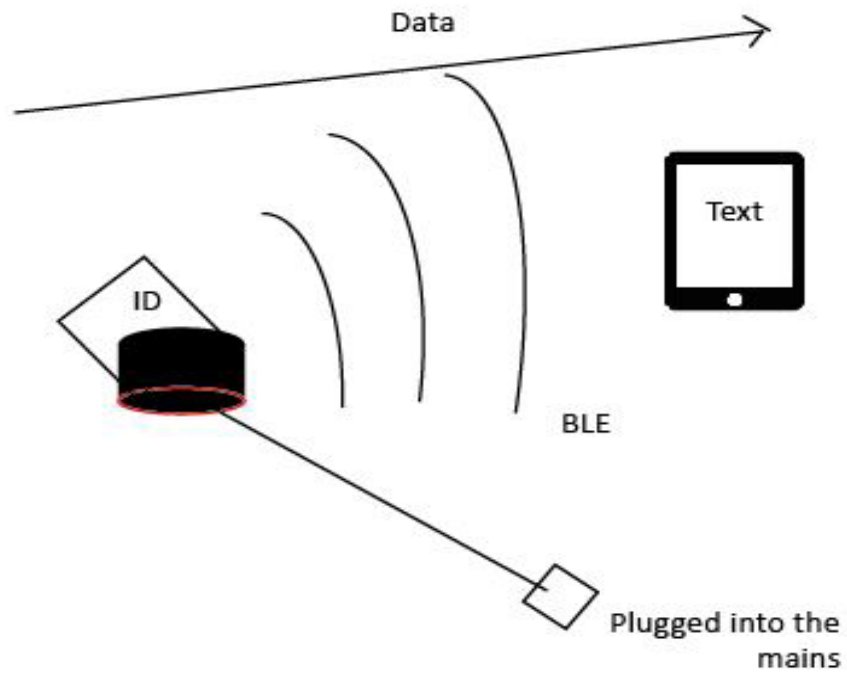 Data
Text
ID
BLE
Plugged into the
mains